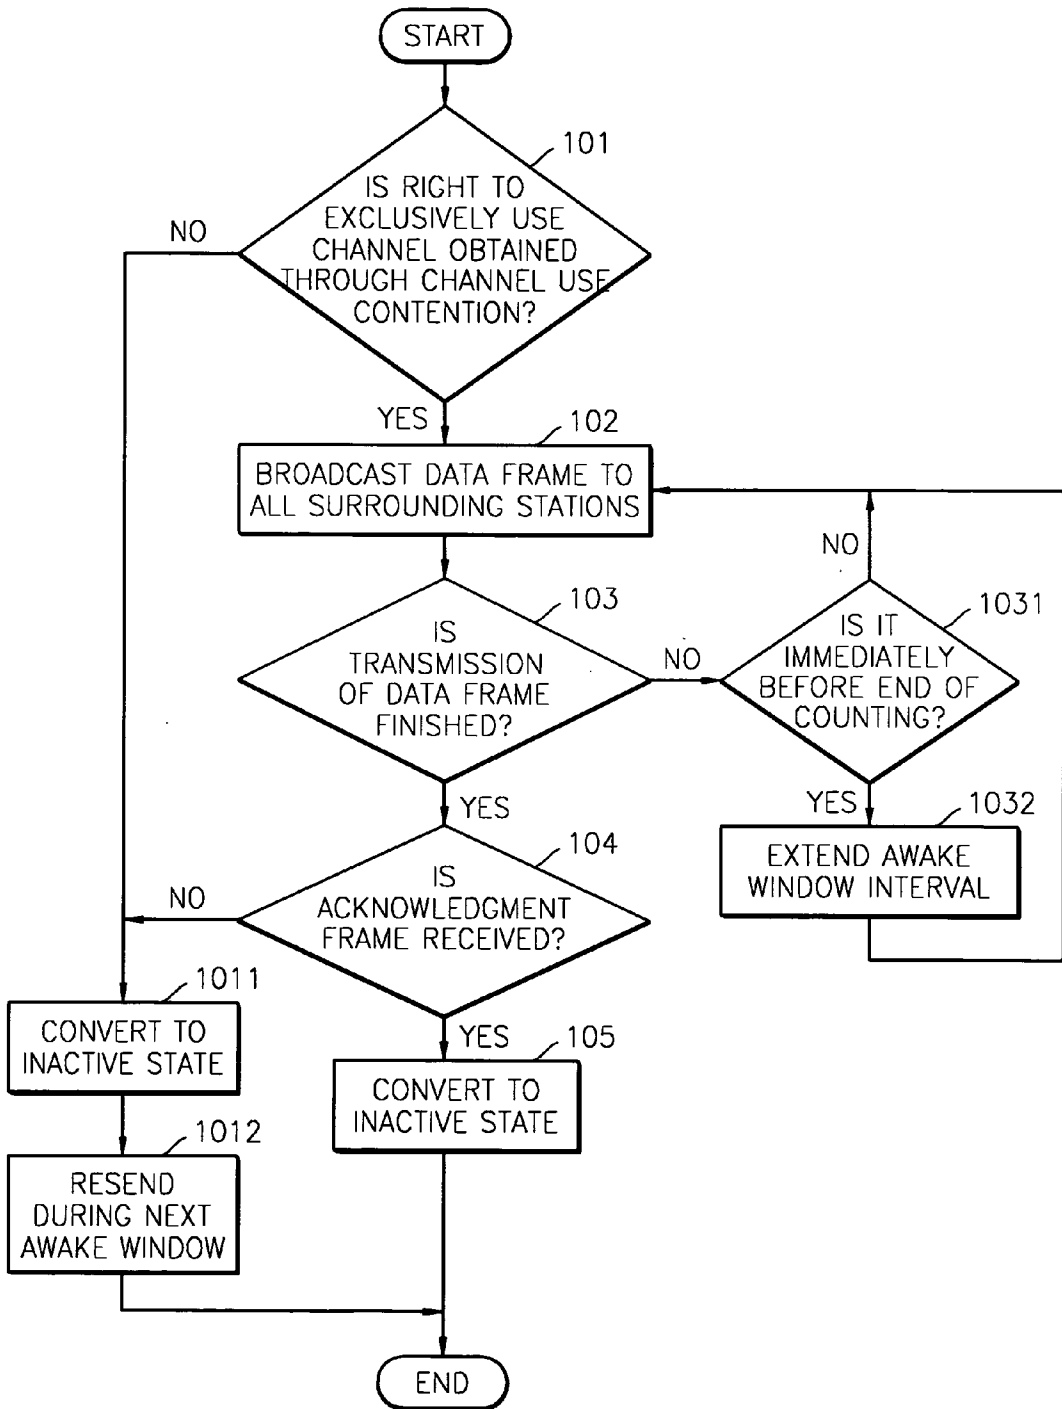 START
101
IS RIGHT TO
EXCLUSIVELY USE
CHANNEL OBTAINED
THROUGH CHANNEL USE
CONTENTION?
NO
YES
102
BROADCAST DATA FRAME TO
ALL SURROUNDING STATIONS
103
IS
TRANSMISSION
OF DATA FRAME
FINISHED?
NO
NO
1031
IS IT
IMMEDIATELY
BEFORE END OF
COUNTING?
YES
YES
1032
EXTEND AWAKE
WINDOW INTERVAL
104
IS
ACKNOWLEDGMENT
FRAME RECEIVED?
NO
1011
CONVERT TO
INACTIVE STATE
YES
105
CONVERT TO
INACTIVE STATE
1012
RESEND
DURING NEXT
AWAKE WINDOW
END